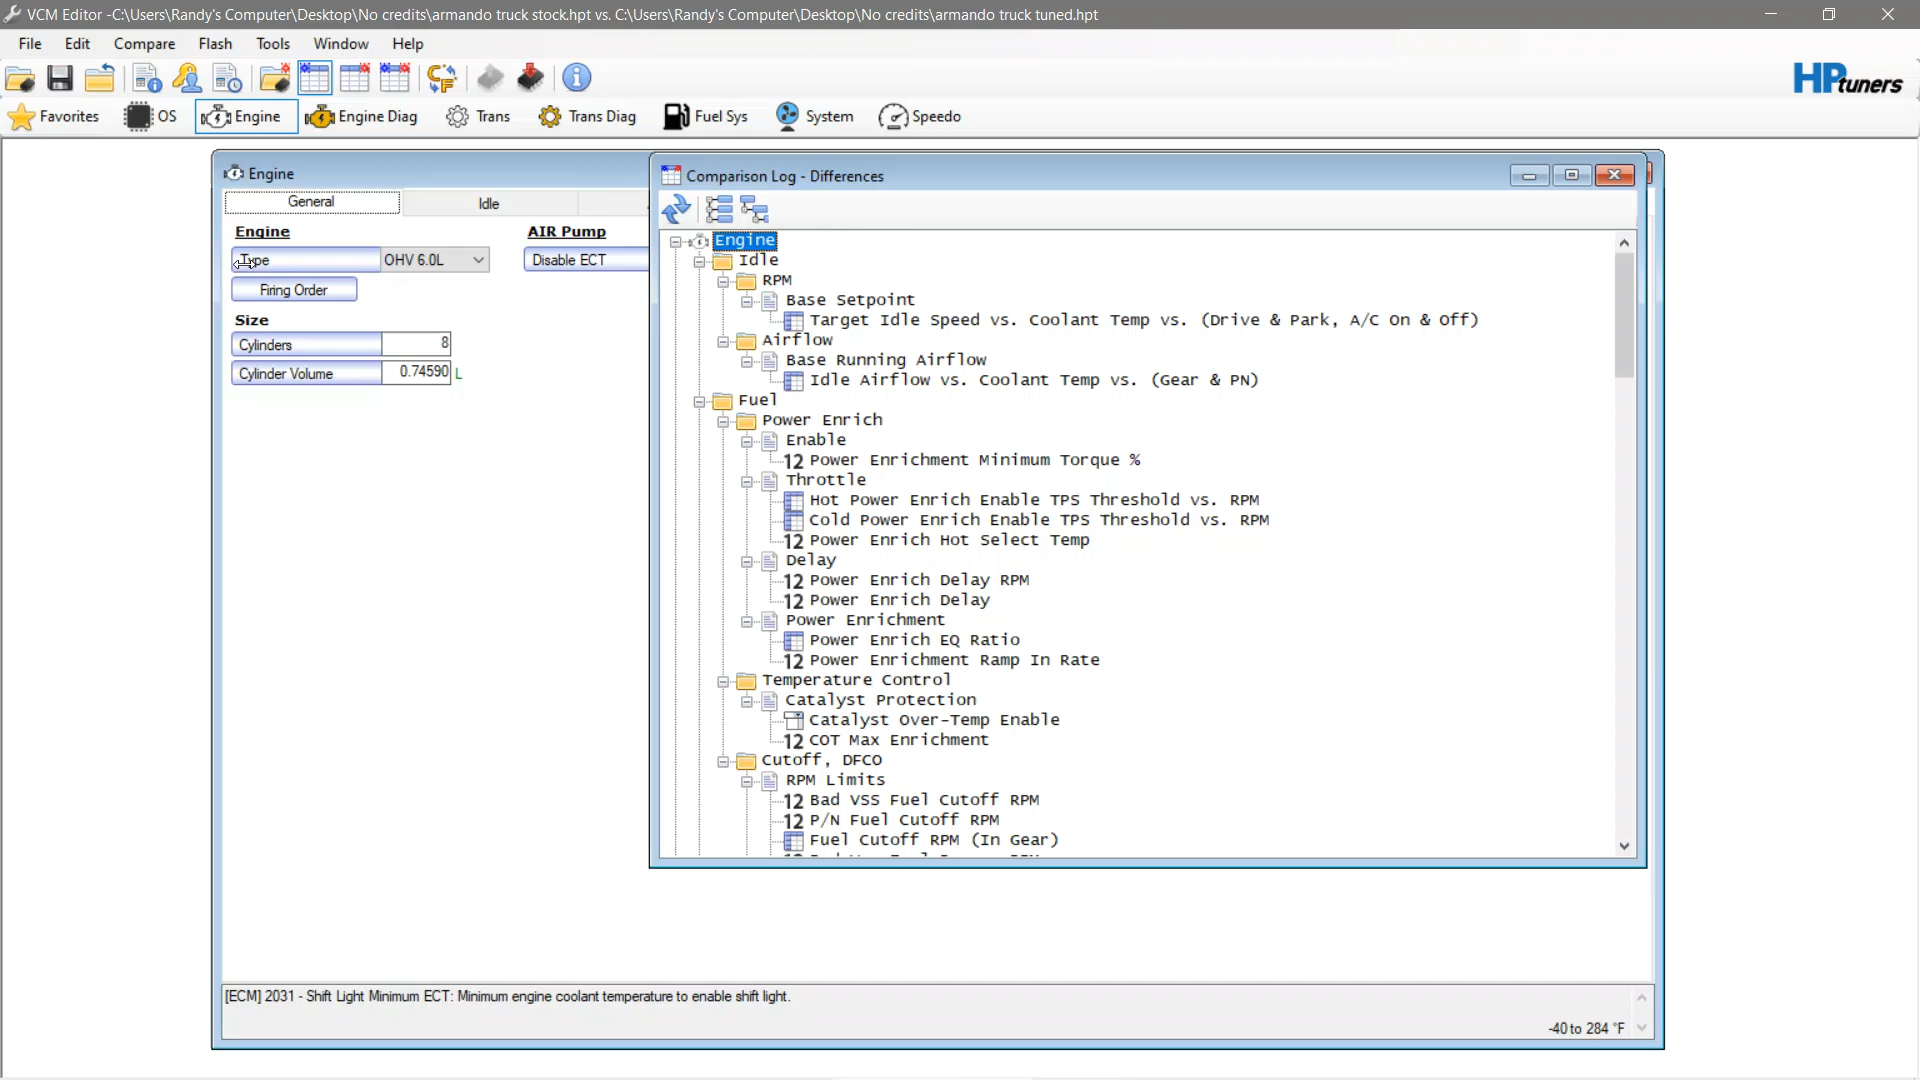 VCM Editor -C:\Users\Randy's Computer\Desktop\No credits\armando truck stock.hpt vs. C:\Users\Randy's Computer\Desktop\No credits\armando truck tuned.hpt
File Edit Compare Flash Tools Window Help
HPtuners
Favorites OS Engine Engine Diag Trans Trans Diag Fuel Sys System Speedo
Engine
General Idle
Engine AIR Pump
Type OHV 6.0L Disable ECT
Firing Order
Size
Cylinders 8
Cylinder Volume 0.74590 L
Comparison Log - Differences
Engine
Idle
RPM
Base Setpoint
Target Idle Speed vs. Coolant Temp vs. (Drive & Park, A/C On & Off)
Airflow
Base Running Airflow
Idle Airflow vs. Coolant Temp vs. (Gear & PN)
Fuel
Power Enrich
Enable
12 Power Enrichment Minimum Torque %
Throttle
Hot Power Enrich Enable TPS Threshold vs. RPM
Cold Power Enrich Enable TPS Threshold vs. RPM
12 Power Enrich Hot Select Temp
Delay
12 Power Enrich Delay RPM
12 Power Enrich Delay
Power Enrichment
Power Enrich EQ Ratio
12 Power Enrichment Ramp In Rate
Temperature Control
Catalyst Protection
Catalyst Over-Temp Enable
12 COT Max Enrichment
Cutoff, DFCO
RPM Limits
12 Bad VSS Fuel Cutoff RPM
12 P/N Fuel Cutoff RPM
Fuel Cutoff RPM (In Gear)
[ECM] 2031 - Shift Light Minimum ECT: Minimum engine coolant temperature to enable shift light.
-40 to 284 °F